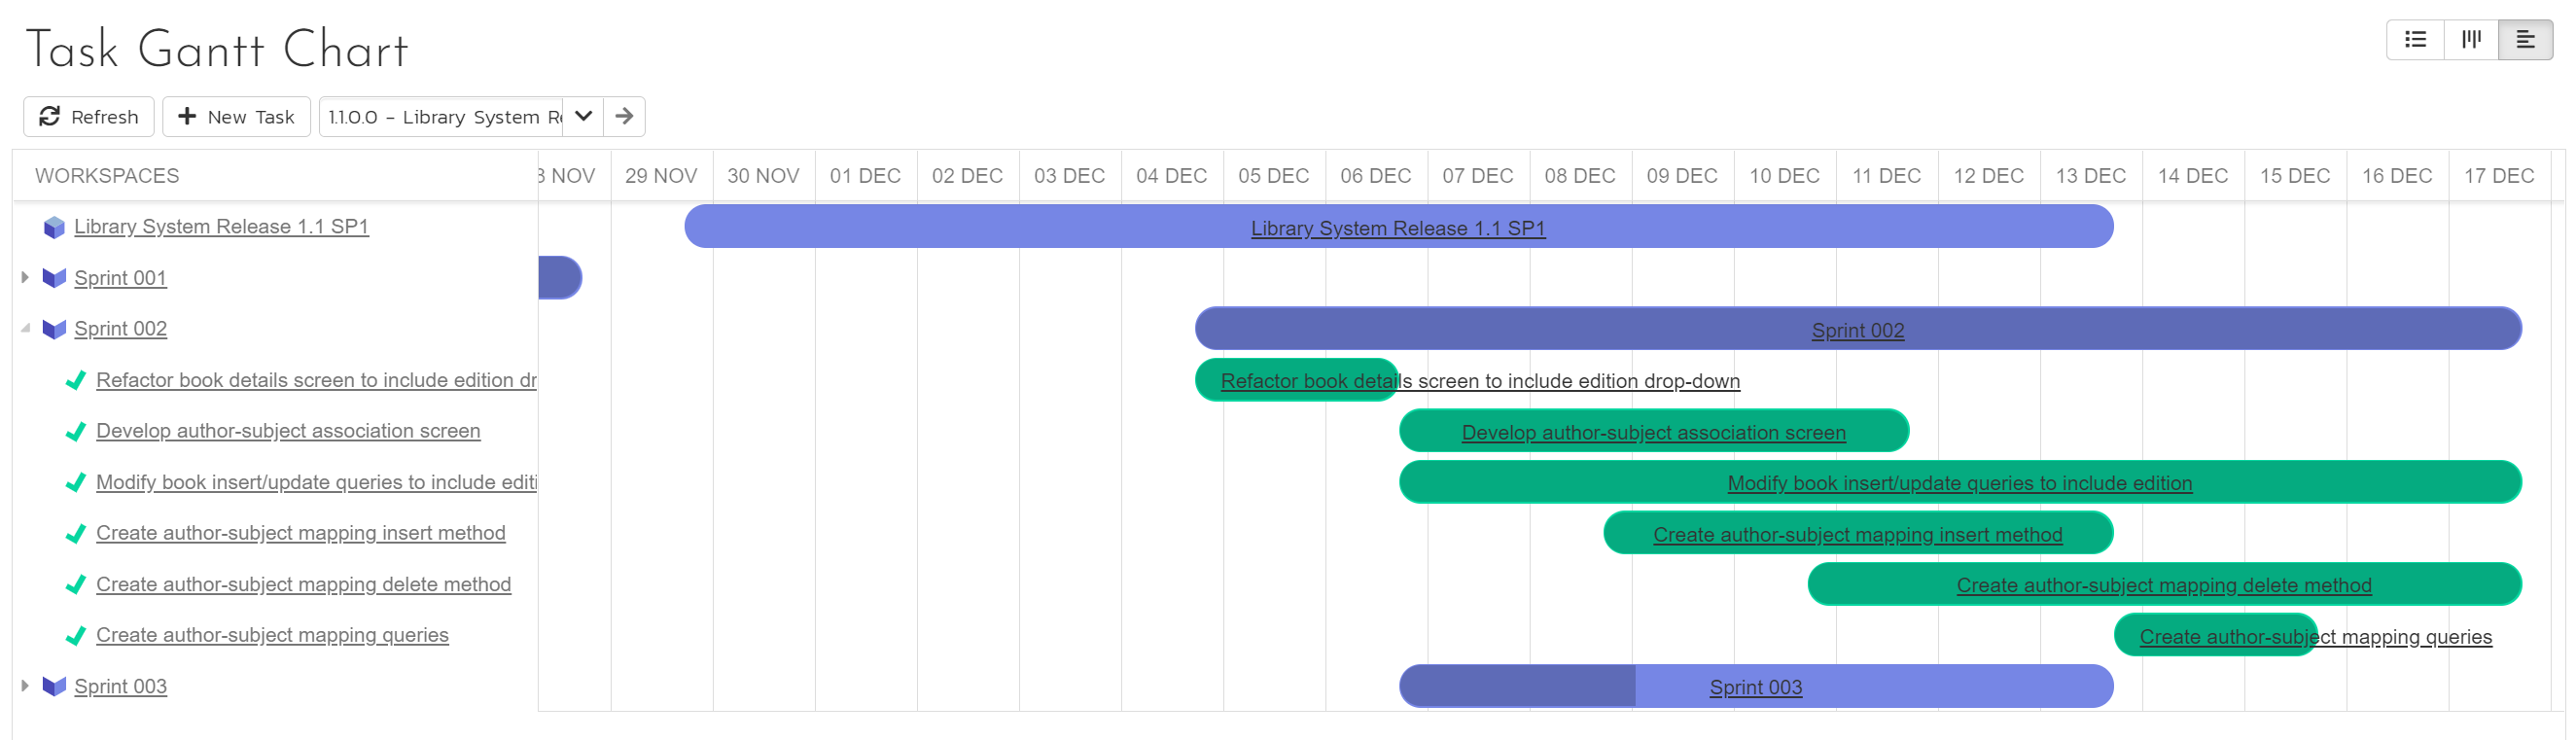 Task Gantt Chart
Refresh
New Task
1.1.0.0 - Library System R
WORKSPACES
8 NOV 29 NOV 30 NOV 01 DEC 02 DEC 03 DEC 04 DEC 05 DEC 06 DEC 07 DEC 08 DEC 09 DEC 10 DEC 11 DEC 12 DEC 13 DEC 14 DEC 15 DEC 16 DEC 17 DEC
Library System Release 1.1 SP1 Library System Release 1.1 SP1
Sprint 001
Sprint 002 Sprint 002
Refactor book details screen to include edition dr Refactor book details screen to include edition drop-down
Develop author-subject association screen Develop author-subject association screen
Modify book insert/update queries to include editi Modify book insert/update queries to include edition
Create author-subject mapping insert method Create author-subject mapping insert method
Create author-subject mapping delete method Create author-subject mapping delete method
Create author-subject mapping queries Create author-subject mapping queries
Sprint 003 Sprint 003